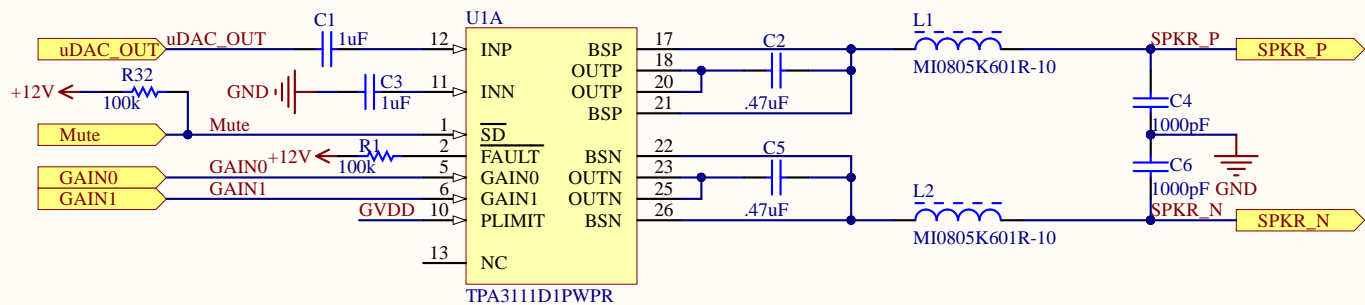 U1A
uDAC_OUT
uDAC_OUT
C1
1uF
12
INP
BSP
17
C2
L1
SPKR_P
SPKR_P
18
OUTP
MI0805K601R-10
+12V
R32
100k
GND
C3
1uF
11
INN
OUTP
20
.47uF
BSP
21
C4
1000pF
Mute
Mute
1
SD
+12V
R1
100k
2
FAULT
BSN
22
C5
GAIN0
GAIN0
5
GAIN0
OUTN
23
C6
1000pF
GND
GAIN1
GAIN1
6
GAIN1
OUTN
25
.47uF
L2
GVDD
10
PLIMIT
BSN
26
SPKR_N
SPKR_N
MI0805K601R-10
13
NC
TPA3111D1PWPR